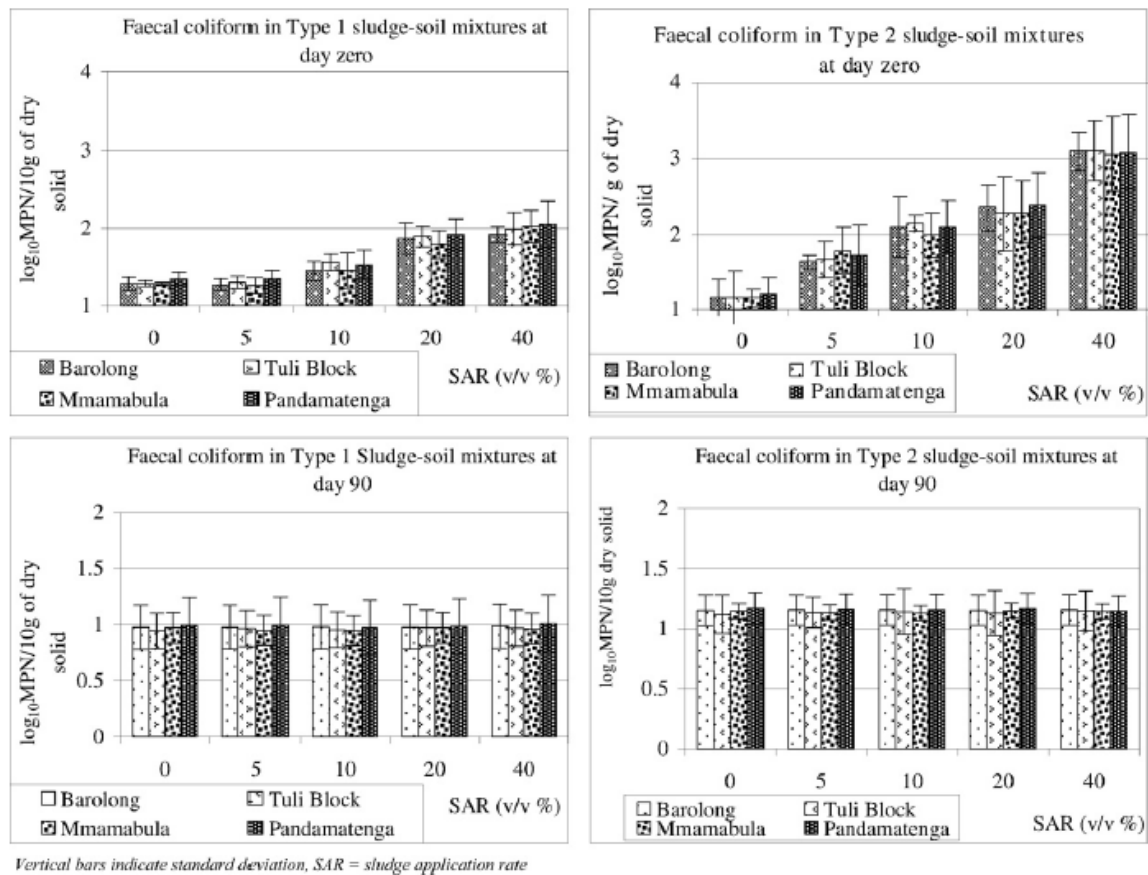 Faecal coliform in Type 1 sludge-soil mixtures at
day zero
log₁₀MPN/10g of dry
solid
4
3
2
1
0 5 10 20 40
Barolong Tuli Block
Mmamabula Pandamatenga
SAR (v/v %)
Faecal coliform in Type 2 sludge-soil mixtures
at day zero
log₁₀MPN/ g of dry
solid
4
3
2
1
0 5 10 20 40
Barolong Tuli Block
Mmamabula Pandamatenga
SAR (v/v %)
Faecal coliform in Type 1 Sludge-soil mixtures at
day 90
log₁₀MPN/10g of dry
solid
2
1.5
1
0.5
0
0 5 10 20 40
Barolong Tuli Block
Mmamabula Pandamatenga
SAR (v/v %)
Faecal coliform in Type 2 sludge-soil mixtures at
day 90
log₁₀MPN/10g dry solid
2
1.5
1
0.5
0
0 5 10 20 40
Barolong Tuli Block
Mmamabula Pandamatenga
SAR (v/v %)
Vertical bars indicate standard deviation, SAR = sludge application rate